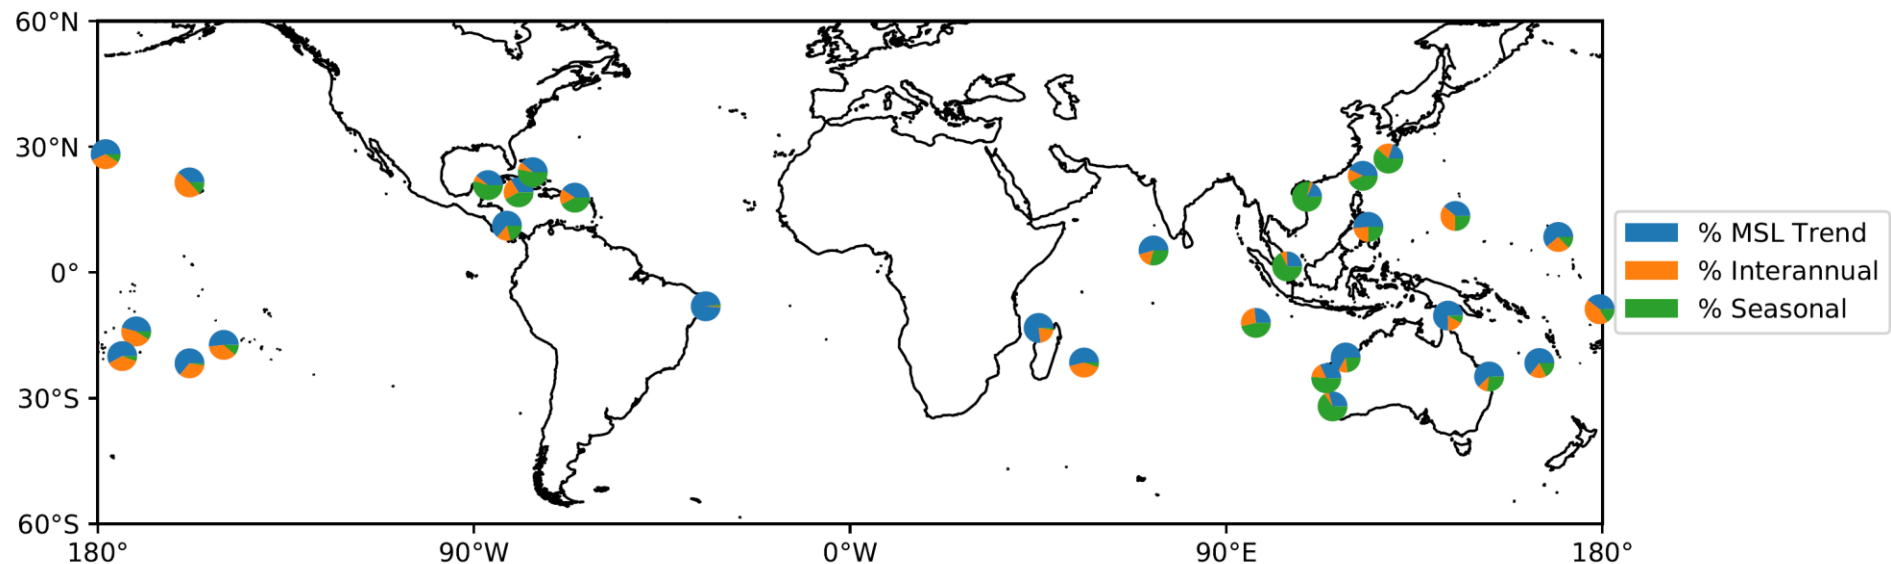 60°N
30°N
0°
30°S
60°S
180°
90°W
0°W
90°E
180°
% MSL Trend
% Interannual
% Seasonal